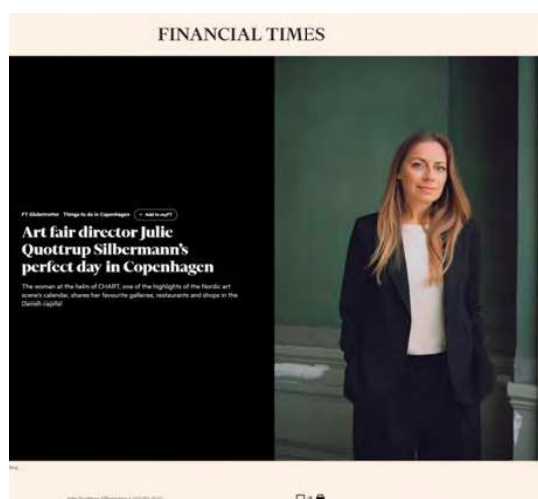 FINANCIAL TIMES
FT Globetrotter Things to do in Copenhagen + Add to myFT
Art fair director Julie
Quottrup Silbermann's
perfect day in Copenhagen
The woman at the helm of CHART, one of the highlights of the Nordic art
scene's calendar, shares her favourite galleries, restaurants and shops in the
Danish capital